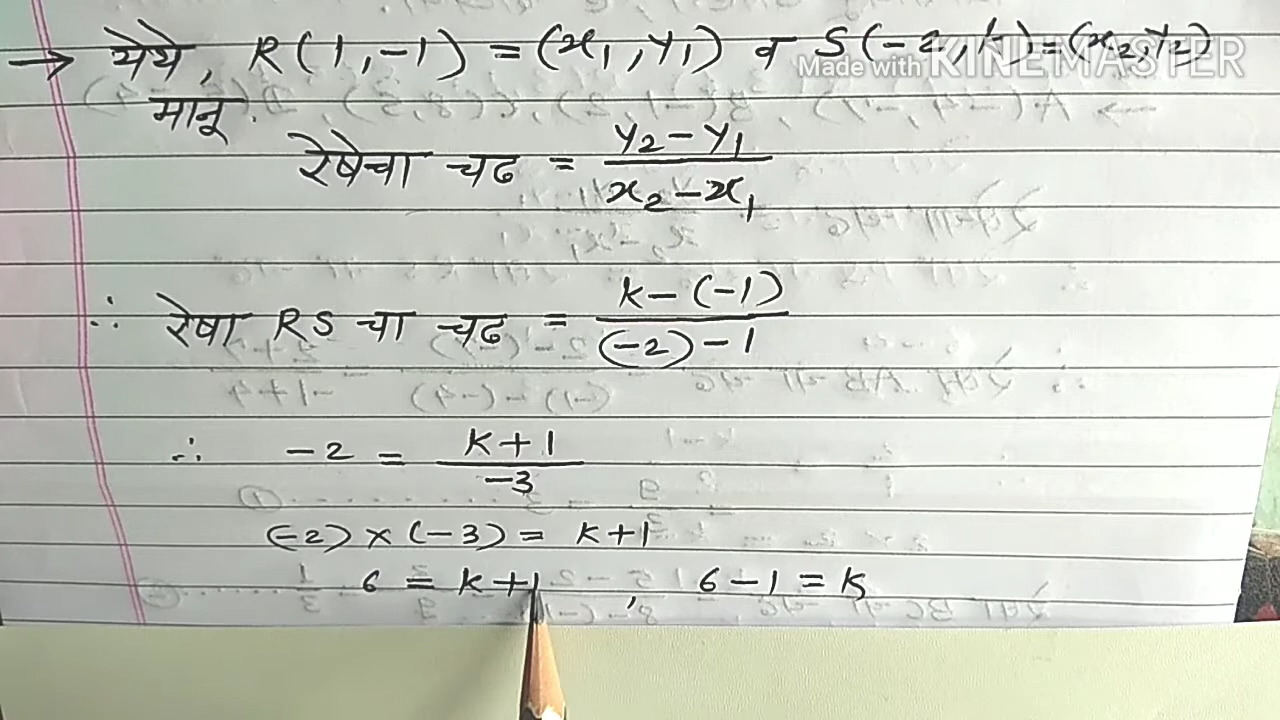 → येथे, R(1,-1) = (x₁,y₁) व S(-2,k)=(x₂,y₂)
Made with KINEMASTER
मानू.
रेषेचा चढ = y₂-y₁ / x₂-x₁
∴ रेषा RS चा चढ = k-(-1) / (-2)-1
∴ -2 = k+1 / -3
(-2)×(-3) = k+1
6 = k+1, 6-1=k